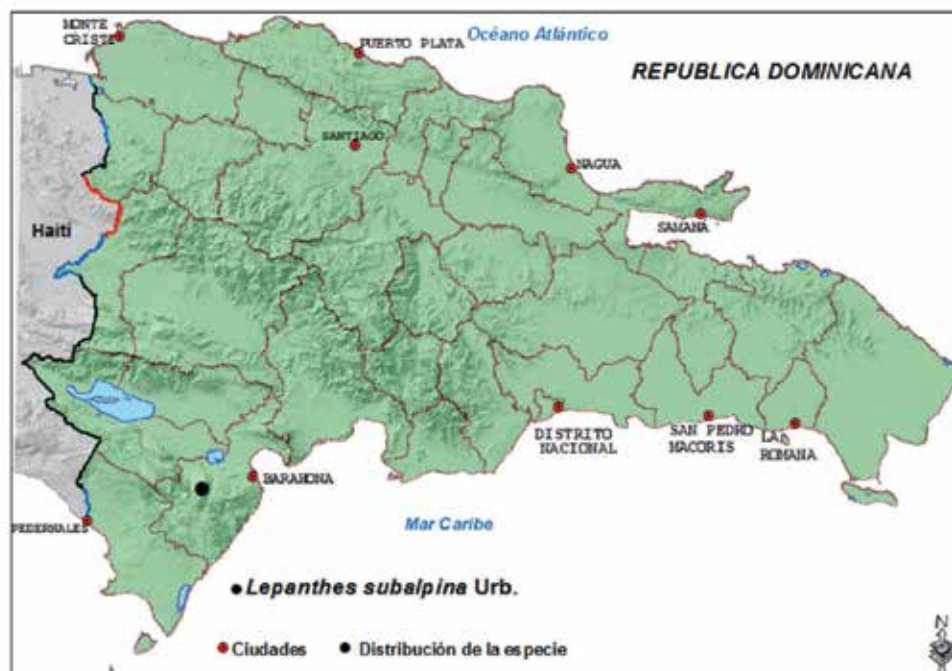 MONTE
CRISTI
PUERTO PLATA
Océano Atlántico
REPUBLICA DOMINICANA
SANTIAGO
NAGUA
SAMANA
Haití
DISTRITO
NACIONAL
SAN PEDRO
MACORIS
LA
ROMANA
BARAHONA
PEDERNALES
Mar Caribe
Lepanthes subalpina Urb.
Ciudades
Distribución de la especie
N